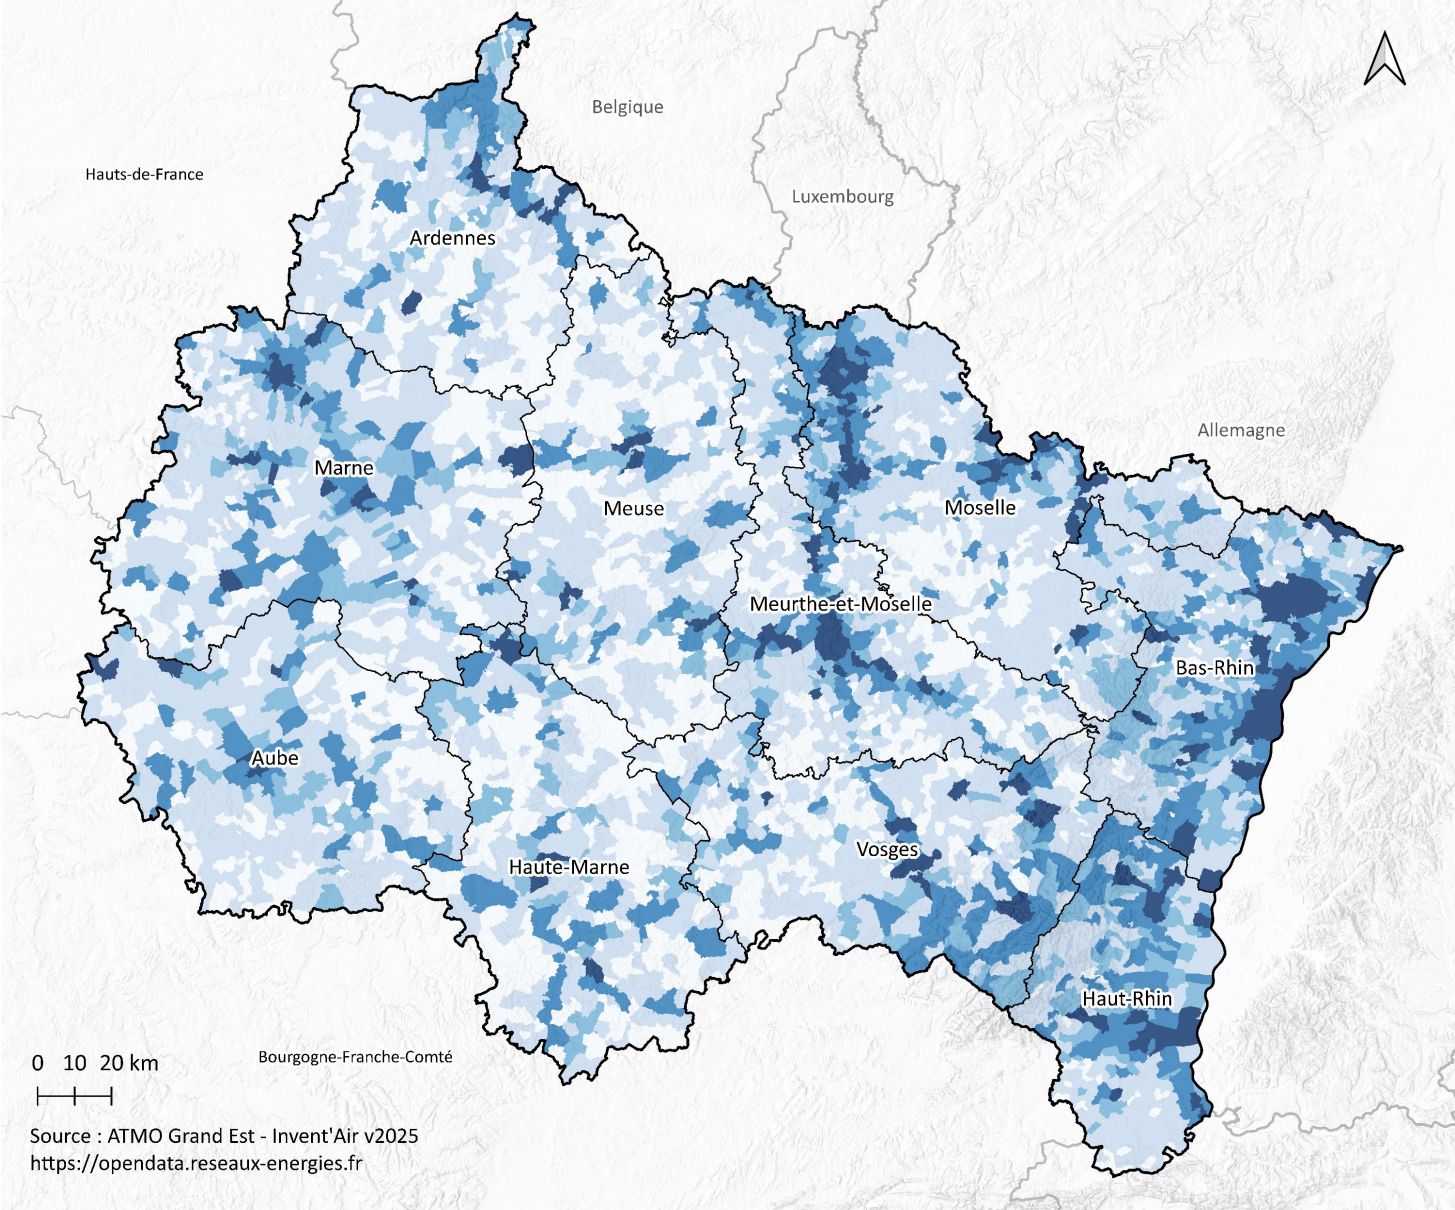 Belgique
Hauts-de-France
Luxembourg
Ardennes
Allemagne
Marne
Meuse
Moselle
Meurthe-et-Moselle
Bas-Rhin
Aube
Vosges
Haute-Marne
Haut-Rhin
Bourgogne-Franche-Comté
0 10 20 km
Source : ATMO Grand Est - Invent'Air v2025
https://opendata.reseaux-energies.fr